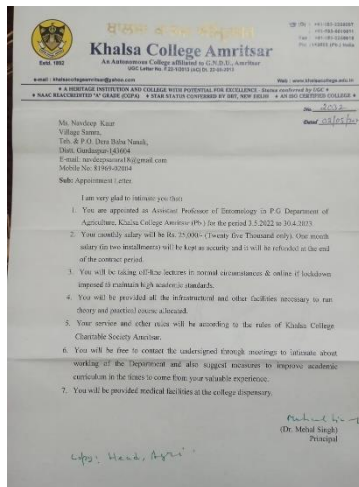 ਖ਼ਾਲਸਾ ਕਾਲਜ ਅੰਮ੍ਰਿਤਸਰ
Khalsa College Amritsar
An Autonomous College affiliated to G.N.D.U., Amritsar
Estd. 1892
e-mail : khalsacollegeamritsar@yahoo.com
Web : www.khalsacollege.edu.in
★ A HERITAGE INSTITUTION AND COLLEGE WITH POTENTIAL FOR EXCELLENCE - Status conferred by UGC ★
★ NAAC REACCREDITED "A" GRADE (CGPA) ★ STAR STATUS CONFERRED BY DBT, NEW DELHI ★ AN ISO CERTIFIED COLLEGE ★
No 2032
Dated 02/05/
Ms. Navdeep Kaur
Village
Teh. & P.O. Dera Baba Nanak,
Distt. Gurdaspur-143604
Mobile No: 81969-02004
Sub: Appointment Letter.
I am very glad to intimate you that:
1. You are appointed as Assistant Professor of Entomology in P.G Department of
Agriculture, Khalsa College Amritsar (Pb.) for the period 2.5.2022 to 30.4.2023.
2. Your monthly salary will be Rs. 25,000/- (Twenty five Thousand only). One month
salary (in two installments) will be kept as security and it will be refunded at the end
of the contract period.
3. You will be taking off-line lectures in normal circumstances & online if lockdown
imposed to maintain high academic standards.
4. You will be provided all the infrastructural and other facilities necessary to run
theory and practical course allocated.
5. Your service and other rules will be according to the rules of Khalsa College
Charitable Society Amritsar.
6. You will be free to contact the undersigned through meetings to intimate about
working of the Department and also suggest measures to improve academic
curriculum in the times to come from your valuable experience.
7. You will be provided medical facilities at the college dispensary.
(Dr. Mehal Singh)
Principal
Copy: Head, Agri